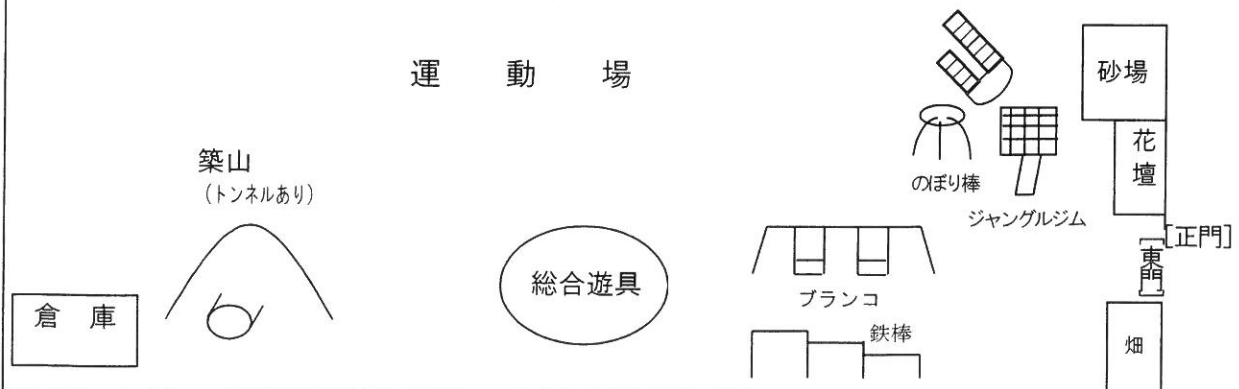 運動場
砂場
花壇
築山
(トンネルあり)
のぼり棒
ジャングルジム
[正門]
東門
総合遊具
ブランコ
倉庫
鉄棒
畑